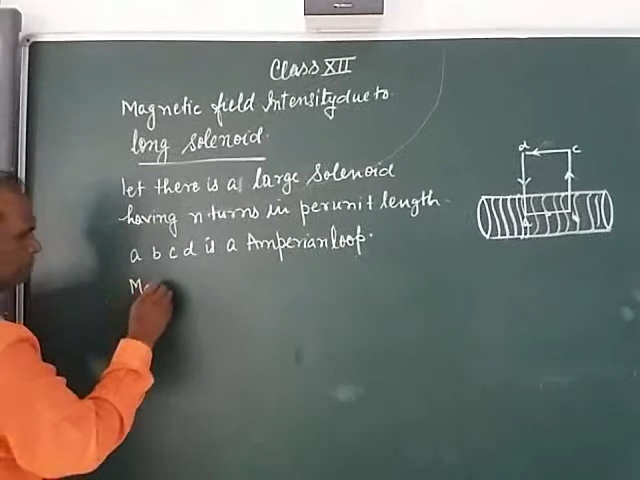 Class XII
Magnetic field Intensity due to
long solenoid.
let there is a large solenoid
having n turns in per unit length.
a b c d is a Amperian loop.
M
d c